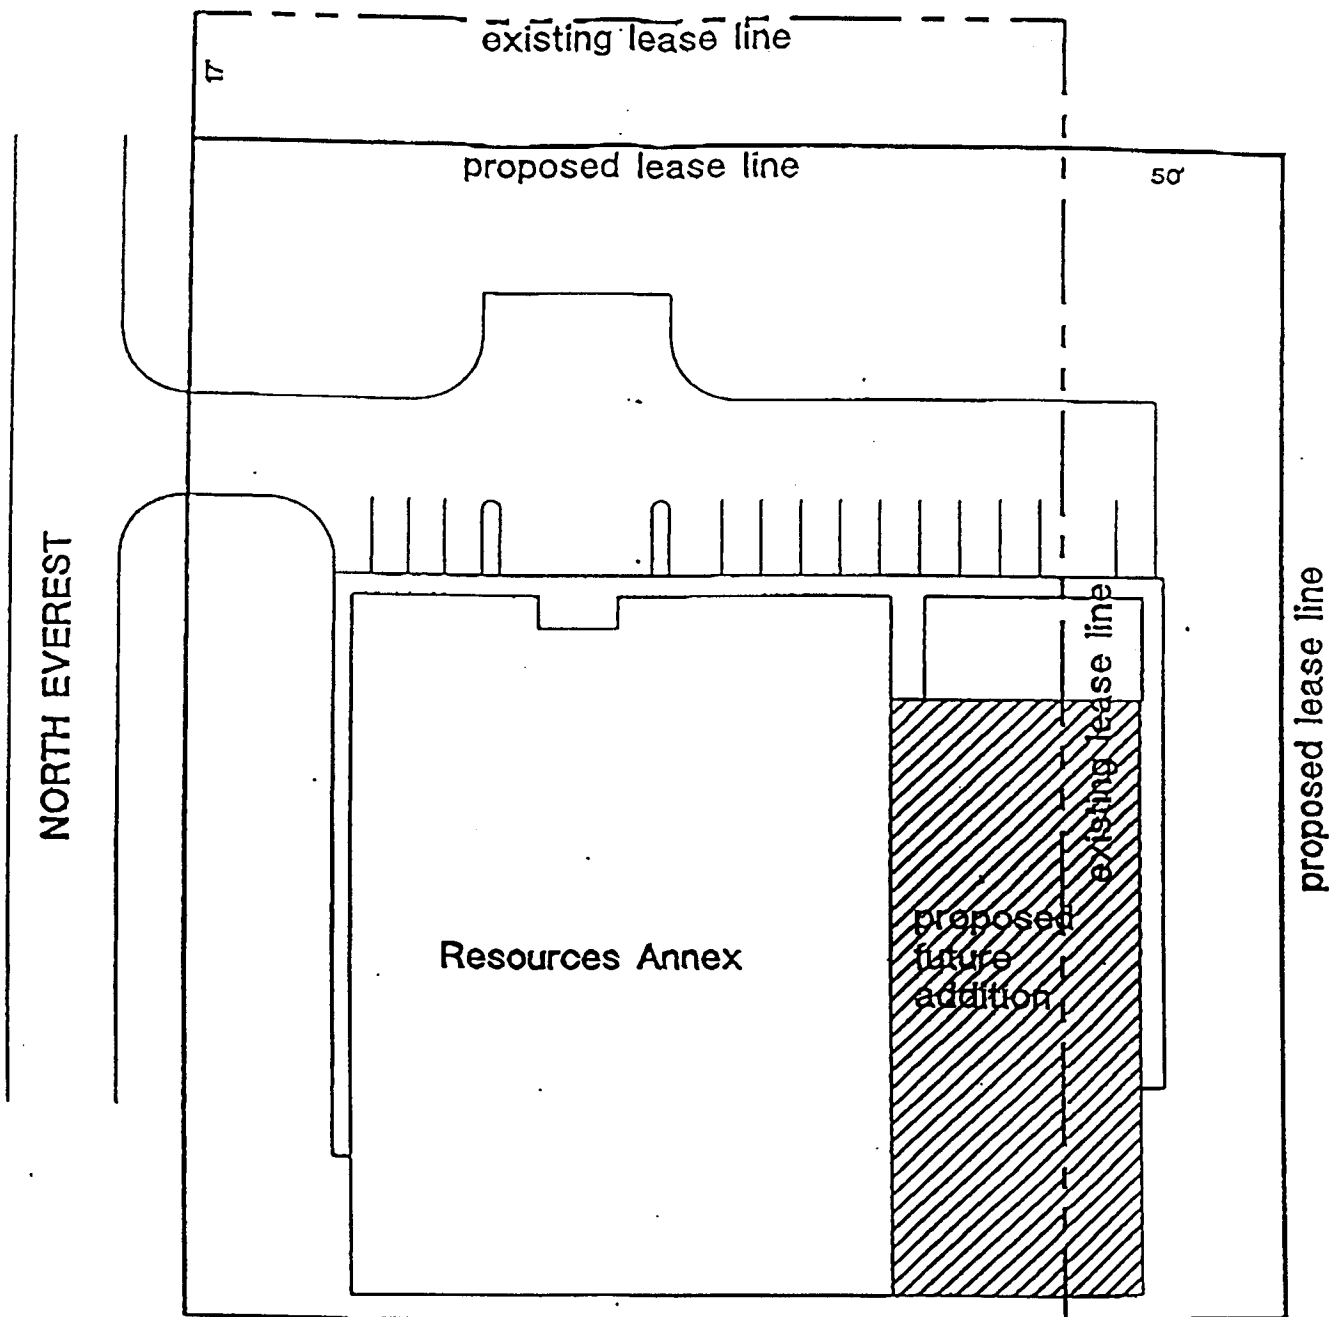 existing lease line
17'
proposed lease line
50'
NORTH EVEREST
existing lease line
proposed lease line
Resources Annex
proposed
future
addition